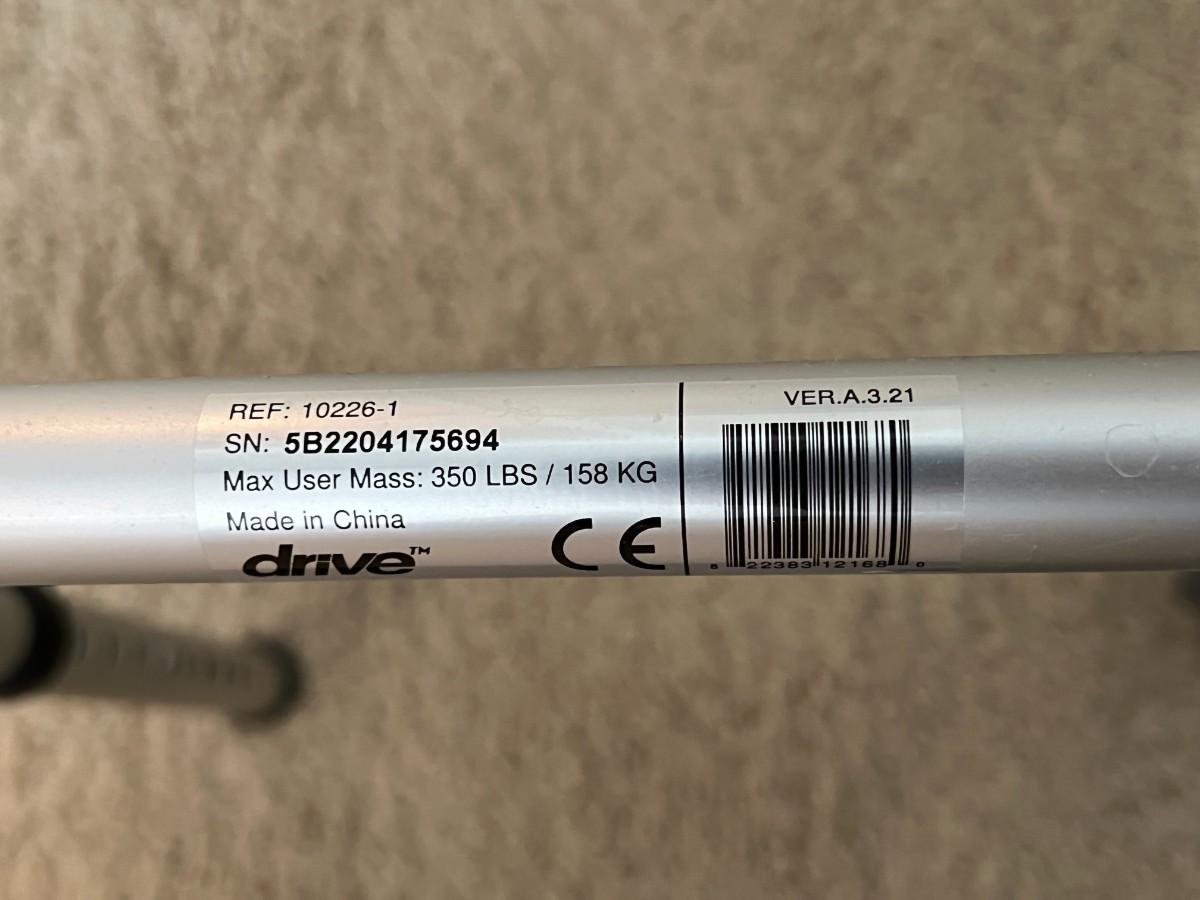 REF: 10226-1
SN: 5B2204175694
Max User Mass: 350 LBS / 158 KG
Made in China
drive™
CE
VER.A.3.21
8 22383 12168 0